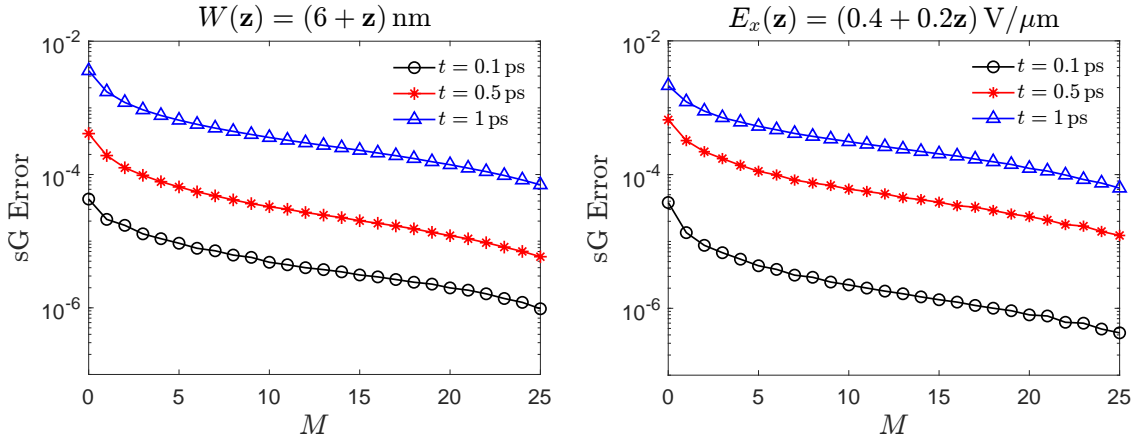 W(z) = (6 + z) nm
10^{-2}
10^{-4}
10^{-6}
sG Error
t = 0.1 ps
t = 0.5 ps
t = 1 ps
0 5 10 15 20 25
M
E_x(z) = (0.4 + 0.2z) V/μm
10^{-2}
10^{-4}
10^{-6}
sG Error
t = 0.1 ps
t = 0.5 ps
t = 1 ps
0 5 10 15 20 25
M